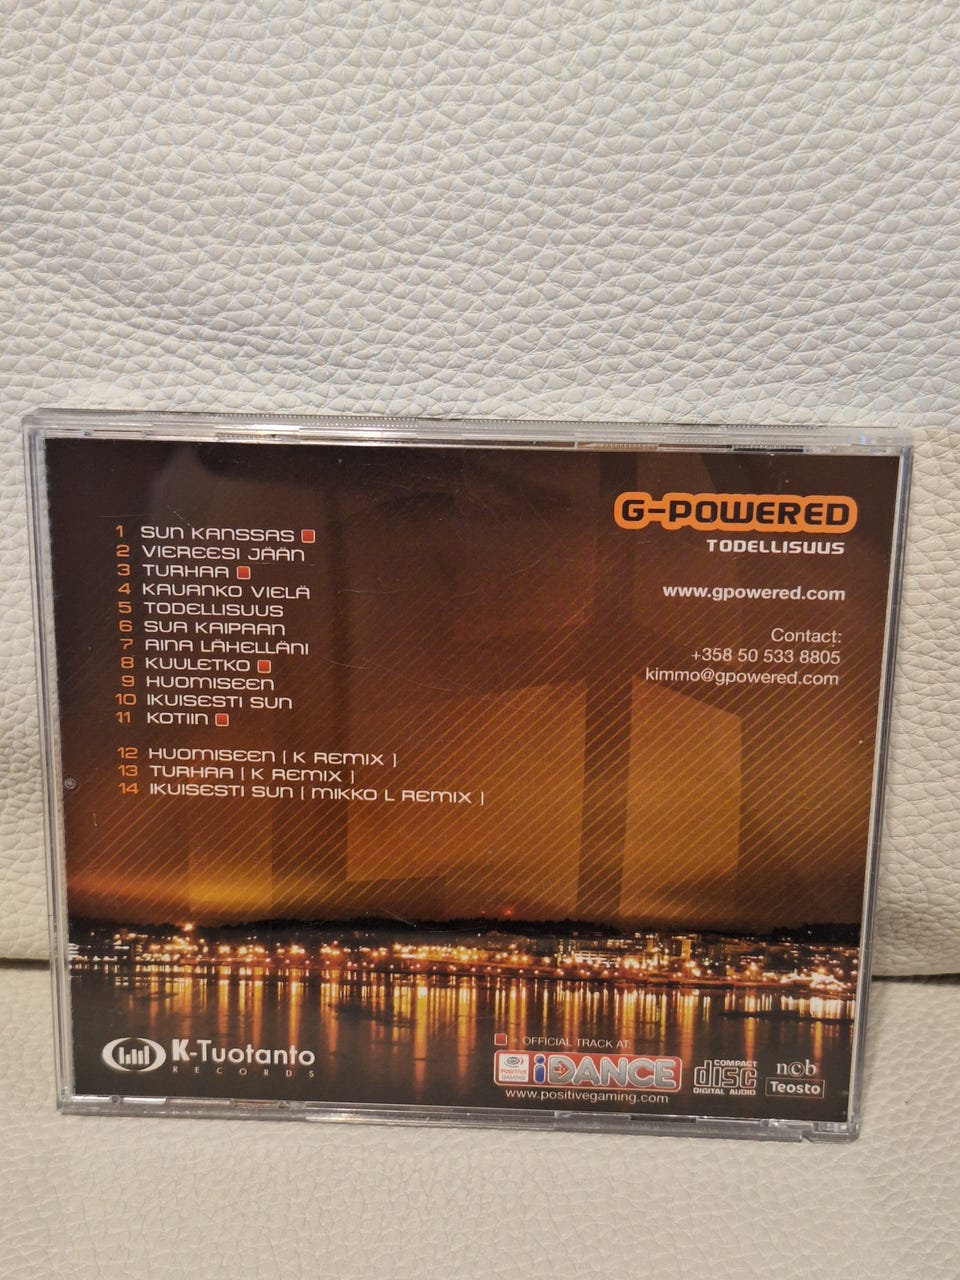 1 SUN KANSSAS
2 VIEREESI JÄÄN
3 TURHAA
4 KAUANKO VIELÄ
5 TODELLISUUS
6 SUA KAIPAAN
7 AINA LÄHELLÄNI
8 KUULETKO
9 HUOMISEEN
10 IKUISESTI SUN
11 KOTIIN
12 HUOMISEEN [ K REMIX ]
13 TURHAA [ K REMIX ]
14 IKUISESTI SUN [ MIKKO L REMIX ]
G-POWERED
TODELLISUUS
www.gpowered.com
Contact:
+358 50 533 8805
kimmo@gpowered.com
K-Tuotanto
RECORDS
= OFFICIAL TRACK AT:
POSITIVE
GAMING
iDANCE
www.positivegaming.com
COMPACT
disc
DIGITAL AUDIO
ncb
Teosto